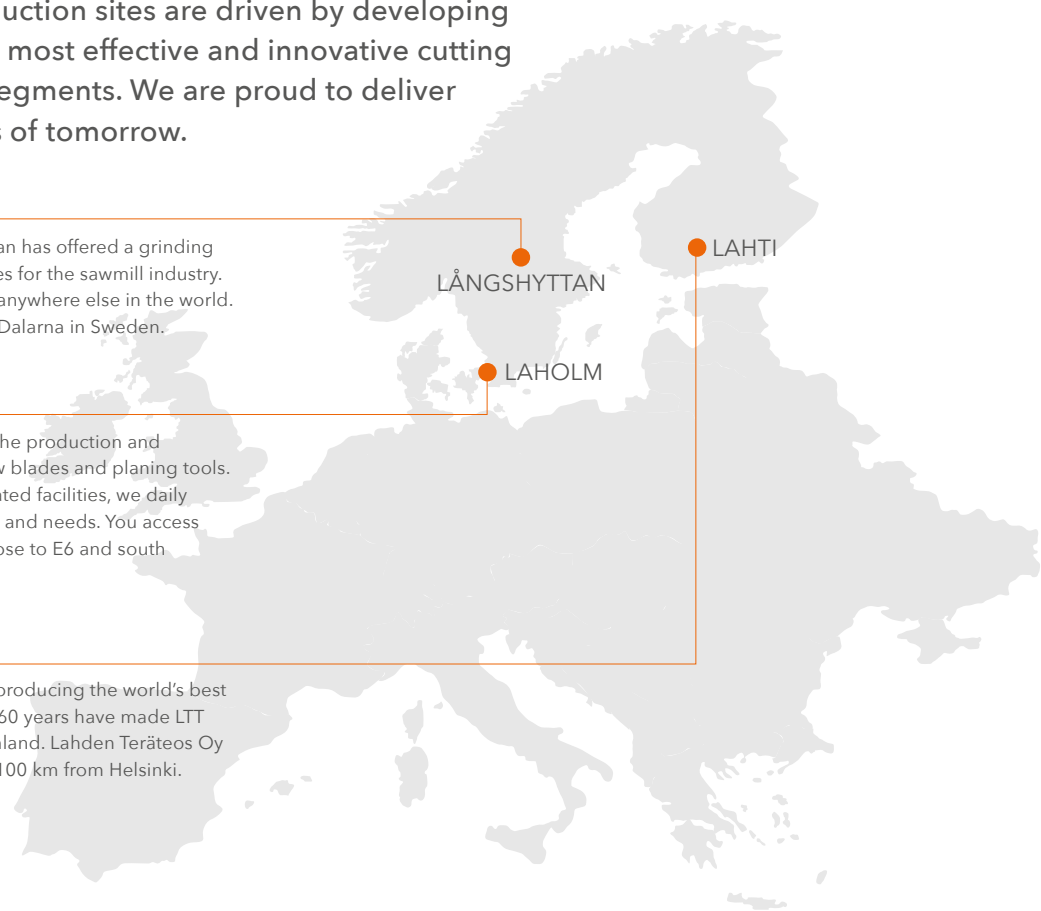 uction sites are driven by developing
most effective and innovative cutting
egments. We are proud to deliver
s of tomorrow.
an has offered a grinding
es for the sawmill industry.
anywhere else in the world.
Dalarna in Sweden.
LÅNGSHYTTAN
LAHTI
LAHOLM
he production and
w blades and planing tools.
ated facilities, we daily
and needs. You access
ose to E6 and south
producing the world’s best
60 years have made LTT
nland. Lahden Teräteos Oy
100 km from Helsinki.